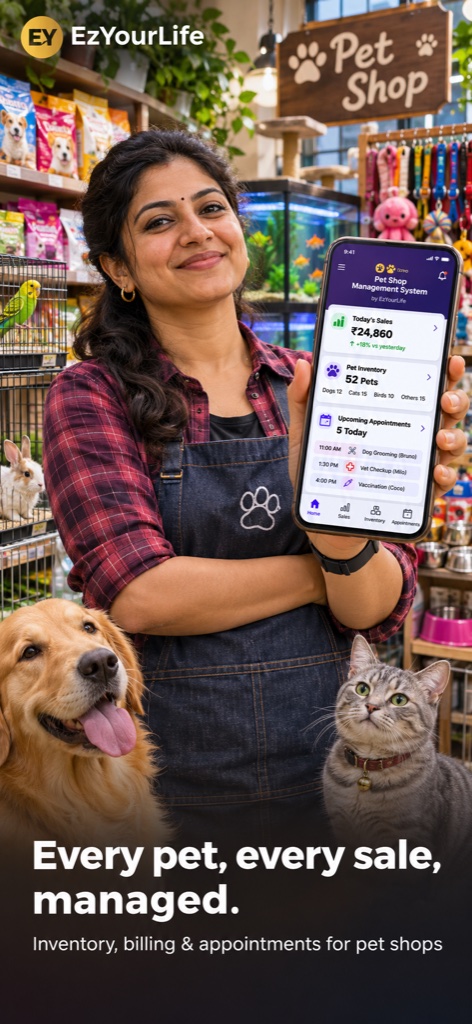 EY EzYourLife
Pet
Shop
9:41
Pet Shop
Management System
by EzYourLife
Today's Sales
₹24,860
↑ +18% vs yesterday
Pet Inventory
52 Pets
Dogs 12 Cats 15 Birds 10 Others 15
Upcoming Appointments
5 Today
11:00 AM Dog Grooming (Bruno)
1:30 PM Vet Checkup (Milo)
4:00 PM Vaccination (Coco)
Home Sales Inventory Appointments
Every pet, every sale,
managed.
Inventory, billing & appointments for pet shops